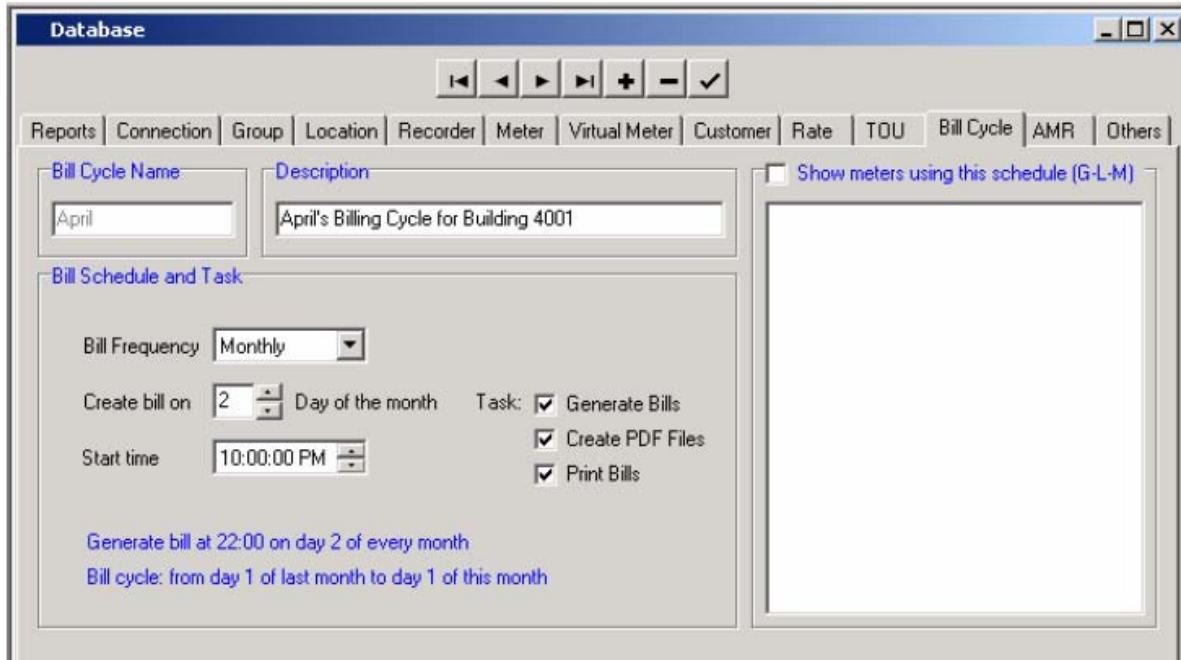 Database
Reports Connection Group Location Recorder Meter Virtual Meter Customer Rate TOU Bill Cycle AMR Others
Bill Cycle Name
April
Description
April's Billing Cycle for Building 4001
Show meters using this schedule (G-L-M)
Bill Schedule and Task
Bill Frequency Monthly
Create bill on 2 Day of the month
Start time 10:00:00 PM
Task: Generate Bills
Create PDF Files
Print Bills
Generate bill at 22:00 on day 2 of every month
Bill cycle: from day 1 of last month to day 1 of this month